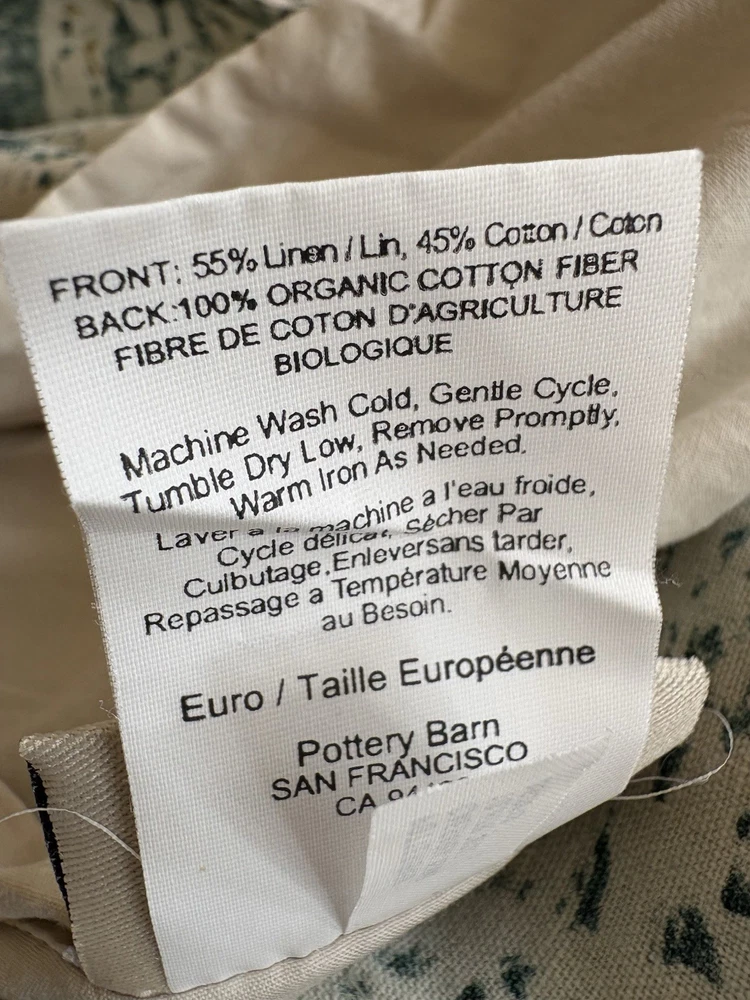 FRONT: 55% Linen / Lin, 45% Cotton / Coton
BACK:100% ORGANIC COTTON FIBER
FIBRE DE COTON D'AGRICULTURE
BIOLOGIQUE
Machine Wash Cold, Gentle Cycle,
Tumble Dry Low, Remove Promptly,
Warm Iron As Needed.
Laver a la machine a l'eau froide,
Cycle délicat, Sécher Par
Culbutage,Enleversans tarder,
Repassage a Température Moyenne
au Besoin.
Euro / Taille Européenne
Pottery Barn
SAN FRANCISCO
CA